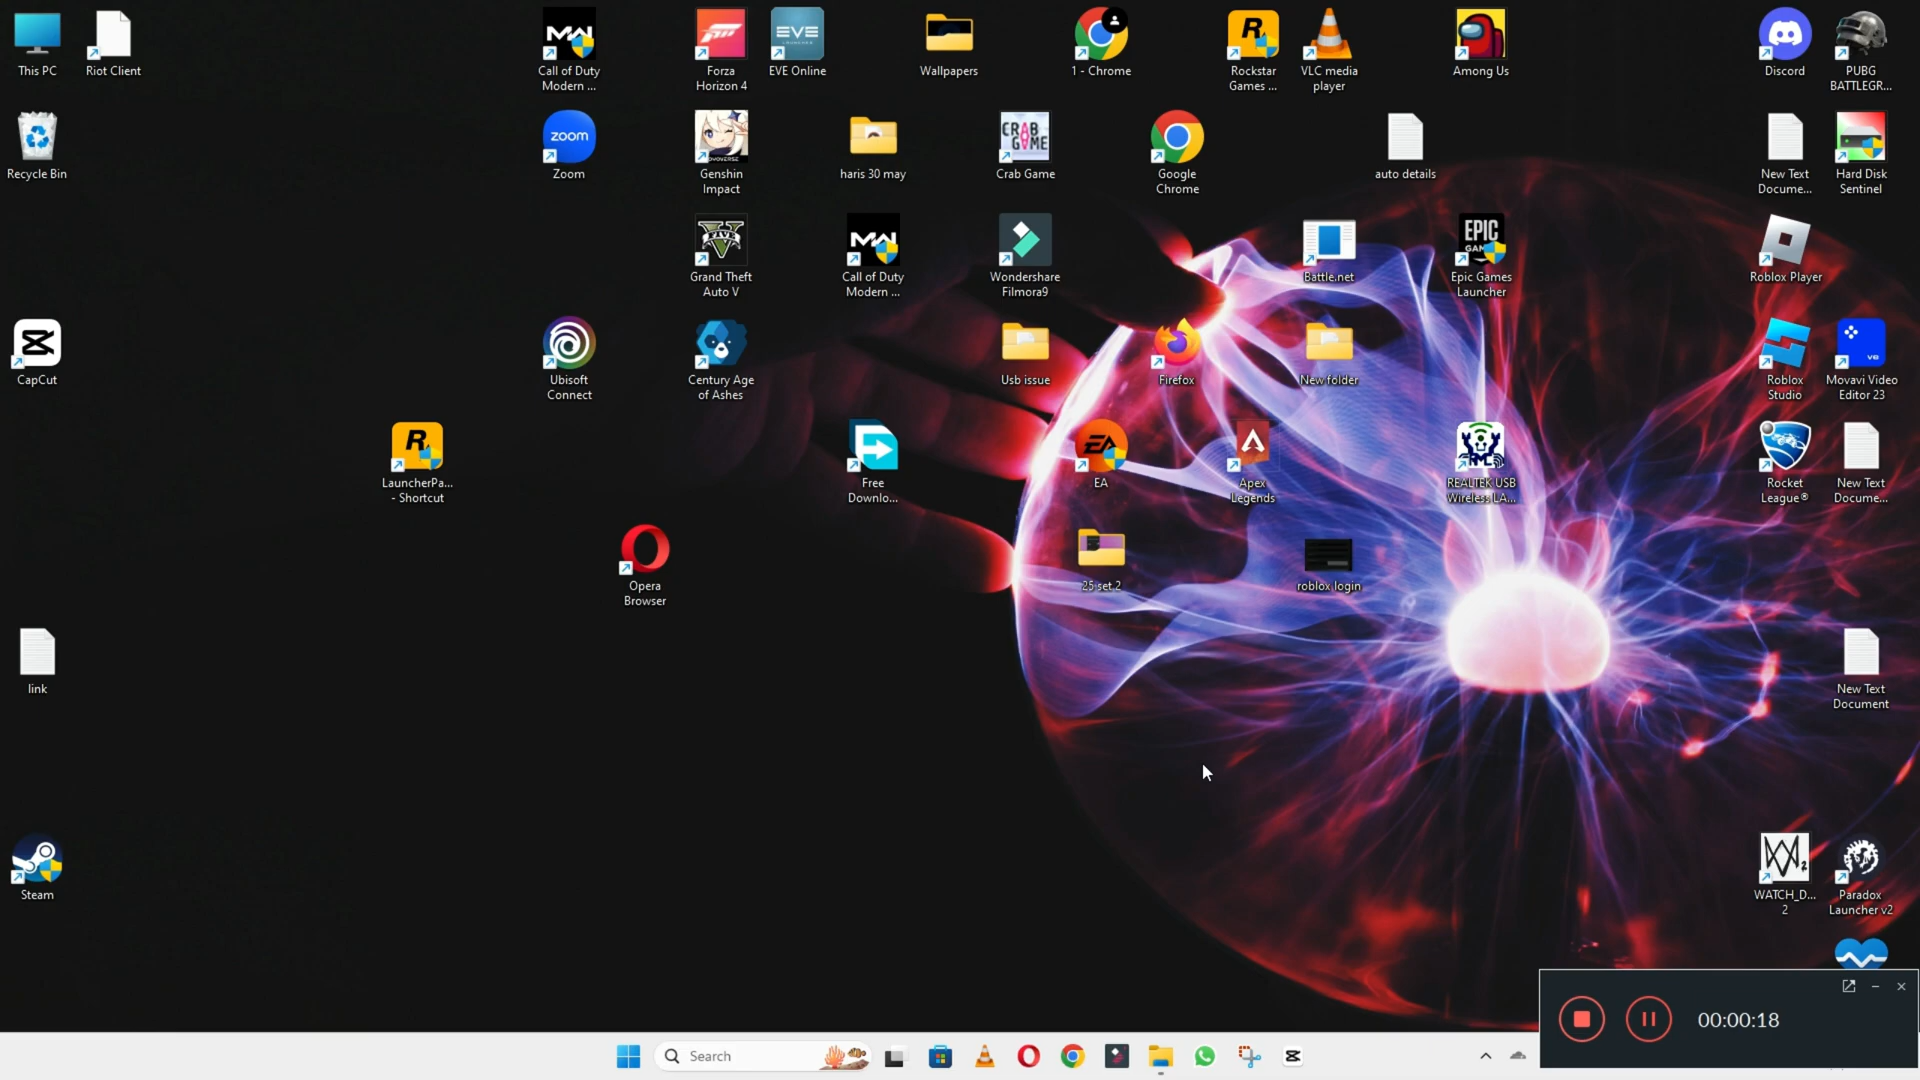 This PC
Riot Client
Call of Duty
Modern ...
Forza
Horizon 4
EVE Online
Wallpapers
1 - Chrome
Rockstar
Games ...
VLC media
player
Among Us
Discord
PUBG
BATTLEGR...
Recycle Bin
zoom
Zoom
Genshin
Impact
haris 30 may
CRAB
GAME
Crab Game
Google
Chrome
auto details
New Text
Docume...
Hard Disk
Sentinel
Grand Theft
Auto V
Call of Duty
Modern ...
Wondershare
Filmora9
Battle.net
EPIC
Epic Games
Launcher
Roblox Player
CapCut
Ubisoft
Connect
Century Age
of Ashes
Usb issue
Firefox
New folder
Roblox
Studio
Movavi Video
Editor 23
LauncherPa...
- Shortcut
Free
Downlo...
EA
EA
Apex
Legends
REALTEK USB
Wireless LA...
Rocket
League®
New Text
Docume...
Opera
Browser
25 set 2
roblox login
link
New Text
Document
Steam
WATCH_D...
2
Paradox
Launcher v2
00:00:18
Search